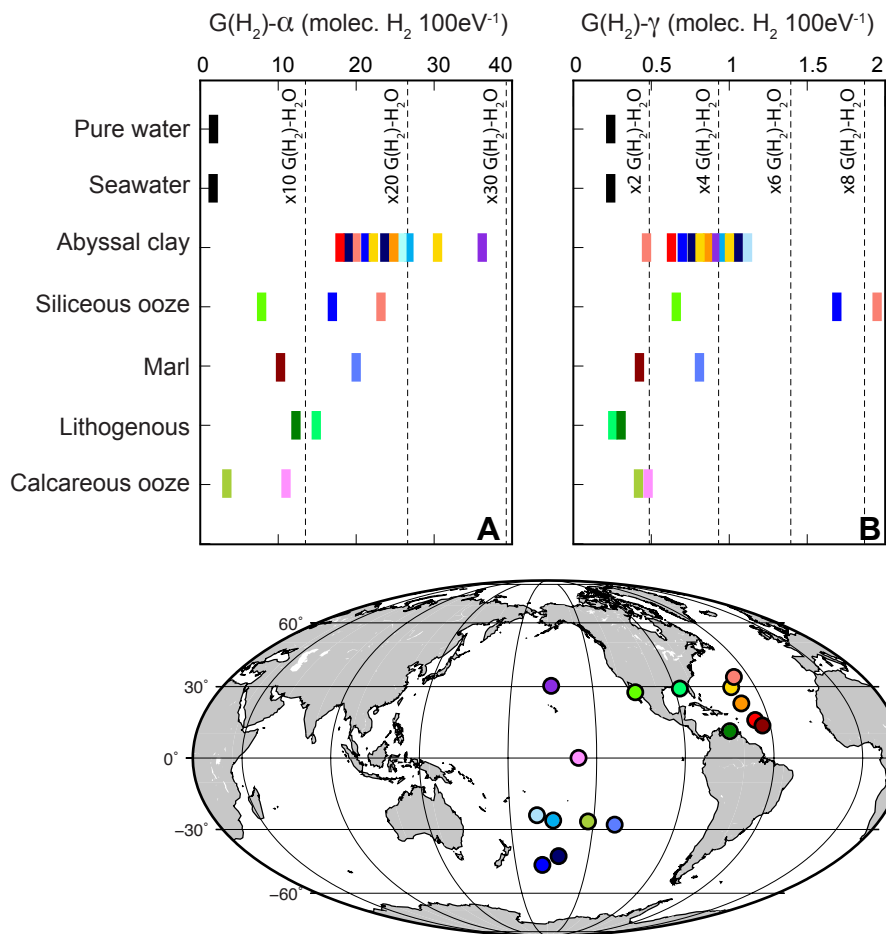 G(H₂)-α (molec. H₂ 100eV⁻¹)
G(H₂)-γ (molec. H₂ 100eV⁻¹)
0 10 20 30 40
0 0.5 1 1.5 2
x10 G(H₂)-H₂O
x20 G(H₂)-H₂O
x30 G(H₂)-H₂O
x2 G(H₂)-H₂O
x4 G(H₂)-H₂O
x6 G(H₂)-H₂O
x8 G(H₂)-H₂O
Pure water
Seawater
Abyssal clay
Siliceous ooze
Marl
Lithogenous
Calcareous ooze
A
B
60°
30°
0°
−30°
−60°